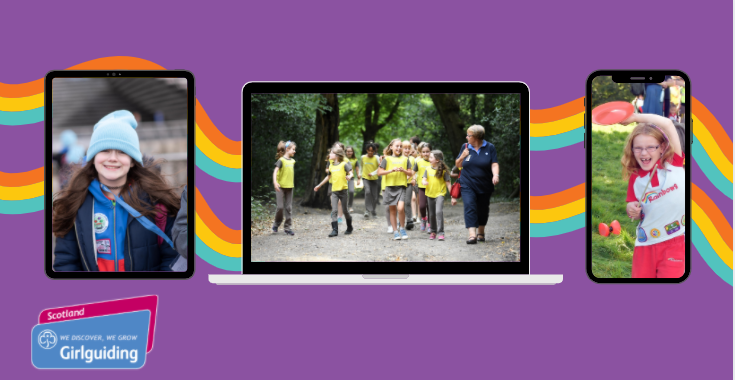 Rainbows
Scotland
WE DISCOVER, WE GROW
Girlguiding